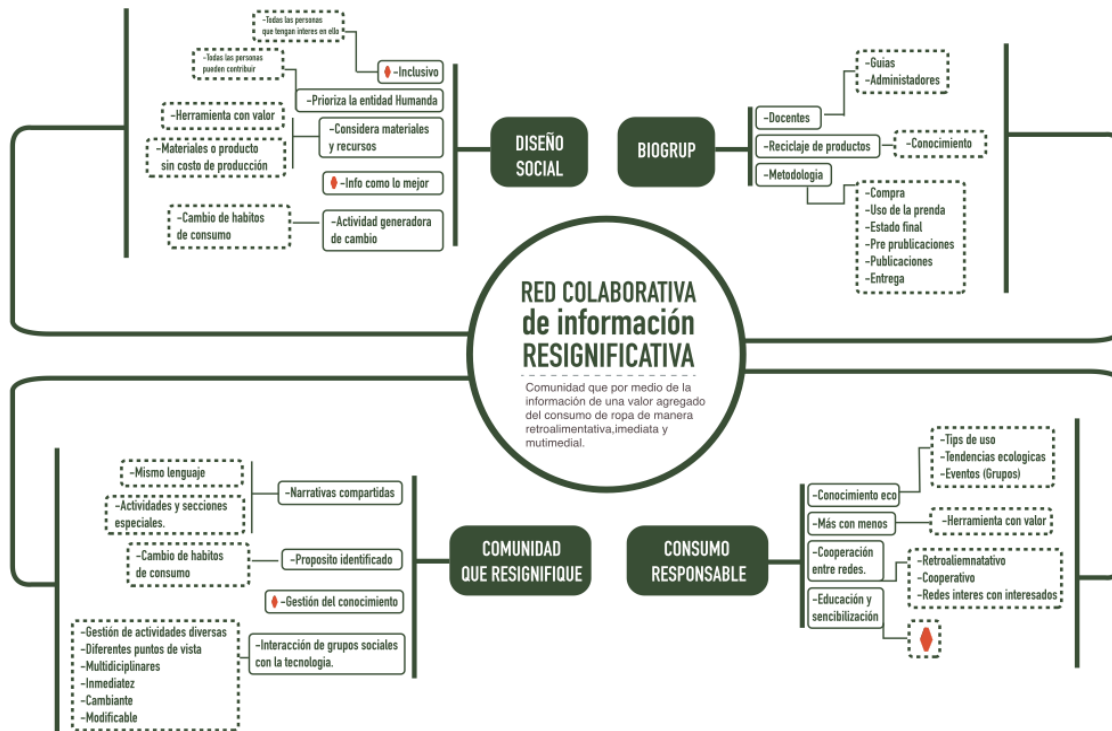 -Todas las personas
que tengan interes en ello
-Todas las personas
pueden contribuir
-Inclusivo
-Prioriza la entidad Humanda
-Herramienta con valor
-Materiales o producto
sin costo de producción
-Considera materiales
y recursos
-Info como lo mejor
-Cambio de habitos
de consumo
-Actividad generadora
de cambio
DISEÑO
SOCIAL
BIOGRUP
-Docentes
-Reciclaje de productos
-Metodologia
-Guias
-Administadores
-Conocimiento
-Compra
-Uso de la prenda
-Estado final
-Pre prublicaciones
-Publicaciones
-Entrega
RED COLABORATIVA
de información
RESIGNIFICATIVA
Comunidad que por medio de la
información de una valor agregado
del consumo de ropa de manera
retroalimentativa,imediata y
mutimedial.
-Mismo lenguaje
-Actividades y secciones
especiales.
-Narrativas compartidas
-Cambio de habitos
de consumo
-Proposito identificado
-Gestión del conocimiento
-Gestión de actividades diversas
-Diferentes puntos de vista
-Multidiciplinares
-Inmediatez
-Cambiante
-Modificable
-Interacción de grupos sociales
con la tecnologia.
COMUNIDAD
QUE RESIGNIFIQUE
CONSUMO
RESPONSABLE
-Conocimiento eco
-Más con menos
-Cooperación
entre redes.
-Educación y
sencibilización
-Tips de uso
-Tendencias ecologicas
-Eventos (Grupos)
-Herramienta con valor
-Retroaliemnatativo
-Cooperativo
-Redes interes con interesados